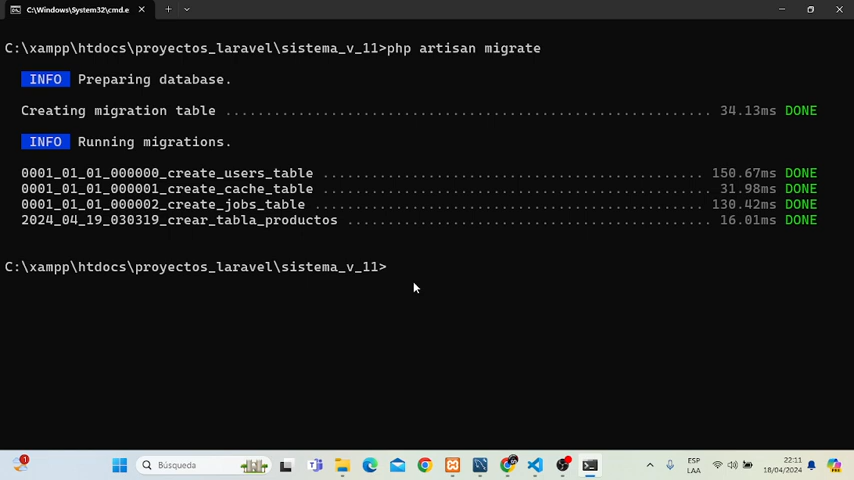 C:\Windows\System32\cmd.e
C:\xampp\htdocs\proyectos_laravel\sistema_v_11>php artisan migrate
INFO Preparing database.
Creating migration table ............................................................ 34.13ms DONE
INFO Running migrations.
0001_01_01_000000_create_users_table ............................................... 150.67ms DONE
0001_01_01_000001_create_cache_table ................................................ 31.98ms DONE
0001_01_01_000002_create_jobs_table ................................................ 130.42ms DONE
2024_04_19_030319_crear_tabla_productos ............................................. 16.01ms DONE
C:\xampp\htdocs\proyectos_laravel\sistema_v_11>
1
Búsqueda
ESP
LAA
22:11
18/04/2024